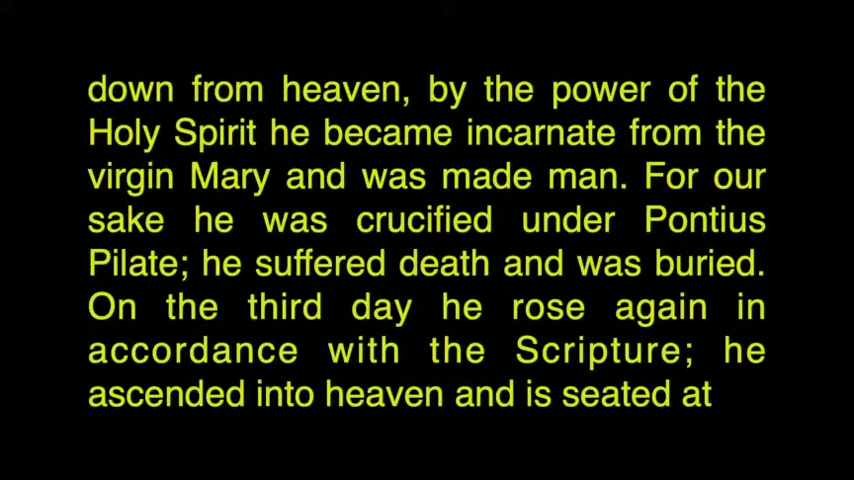 down from heaven, by the power of the
Holy Spirit he became incarnate from the
virgin Mary and was made man. For our
sake he was crucified under Pontius
Pilate; he suffered death and was buried.
On the third day he rose again in
accordance with the Scripture; he
ascended into heaven and is seated at